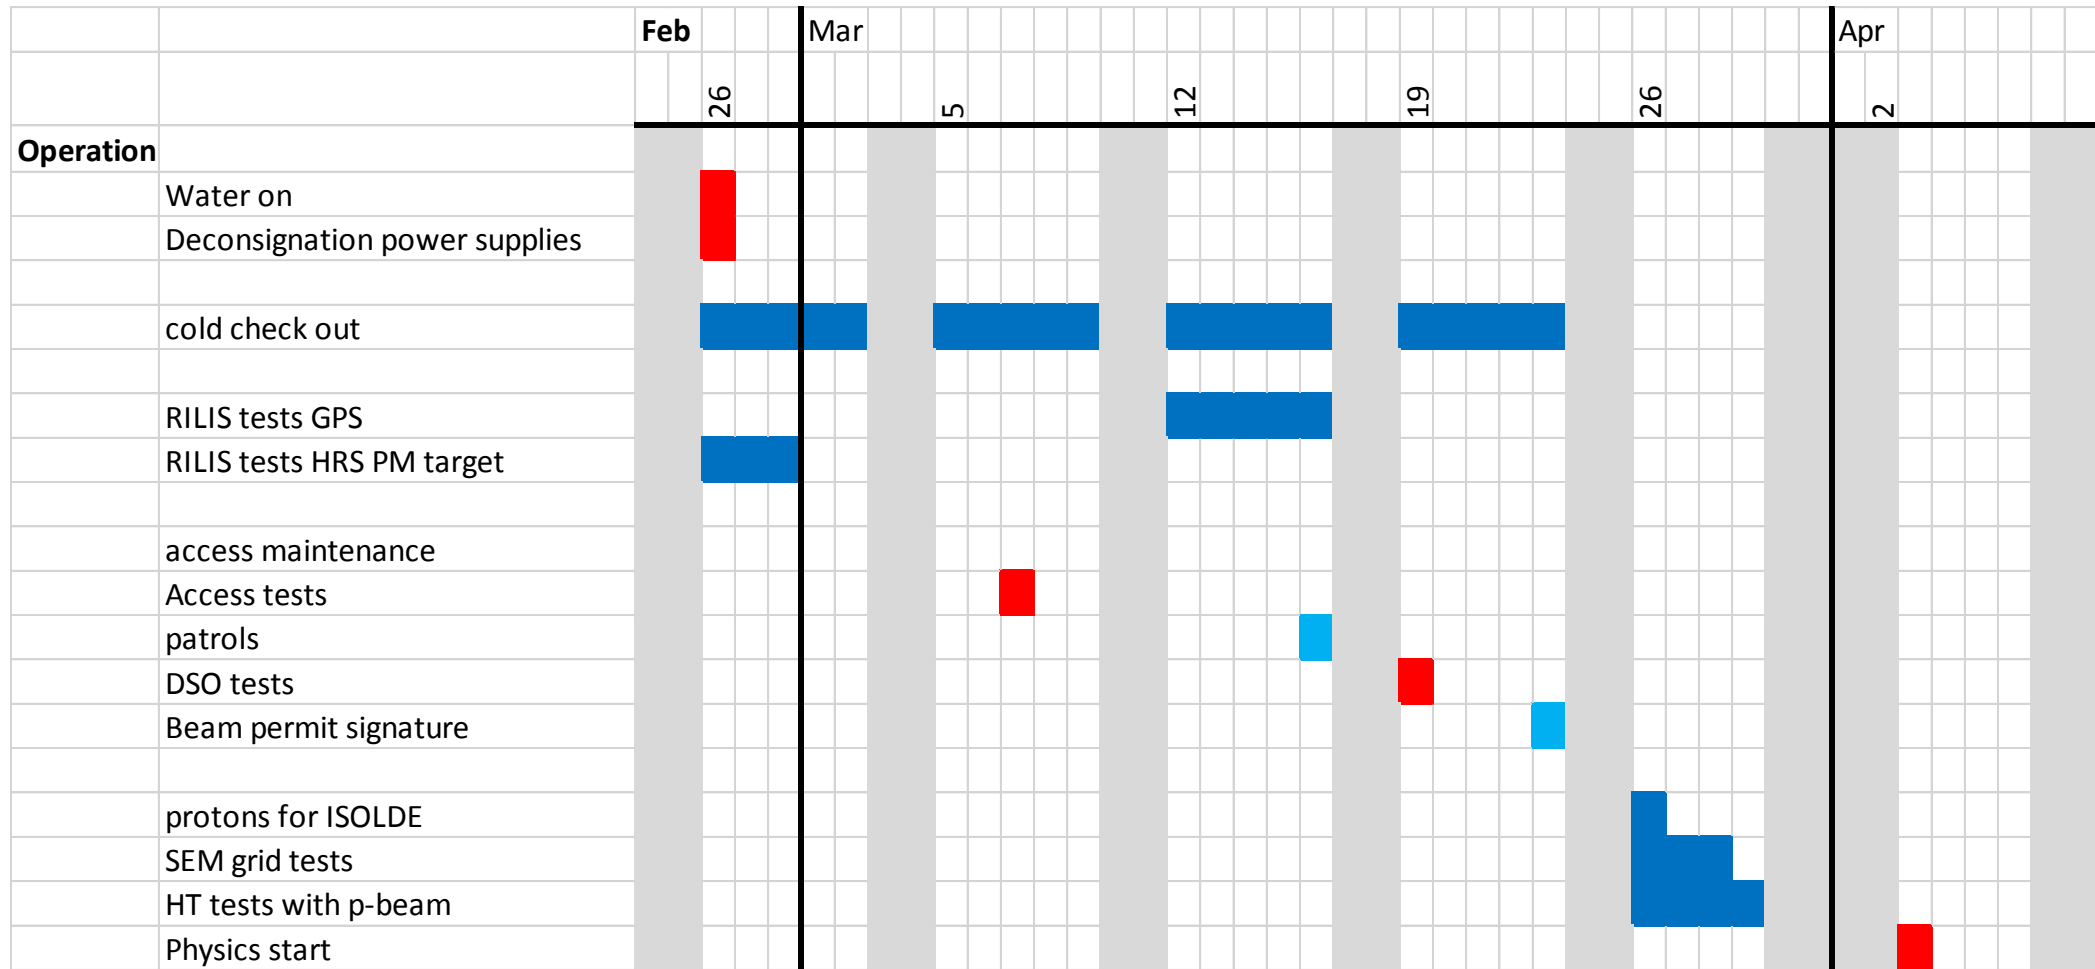 Feb Mar Apr
26 5 12 19 26 2
Operation
Water on
Deconsignation power supplies
cold check out
RILIS tests GPS
RILIS tests HRS PM target
access maintenance
Access tests
patrols
DSO tests
Beam permit signature
protons for ISOLDE
SEM grid tests
HT tests with p-beam
Physics start